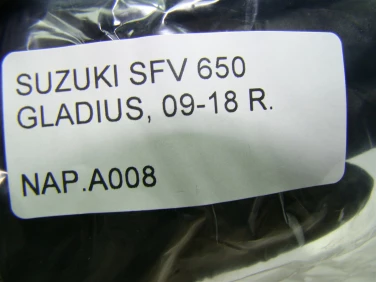 SUZUKI SFV 650
GLADIUS, 09-18 R.
NAP.A008